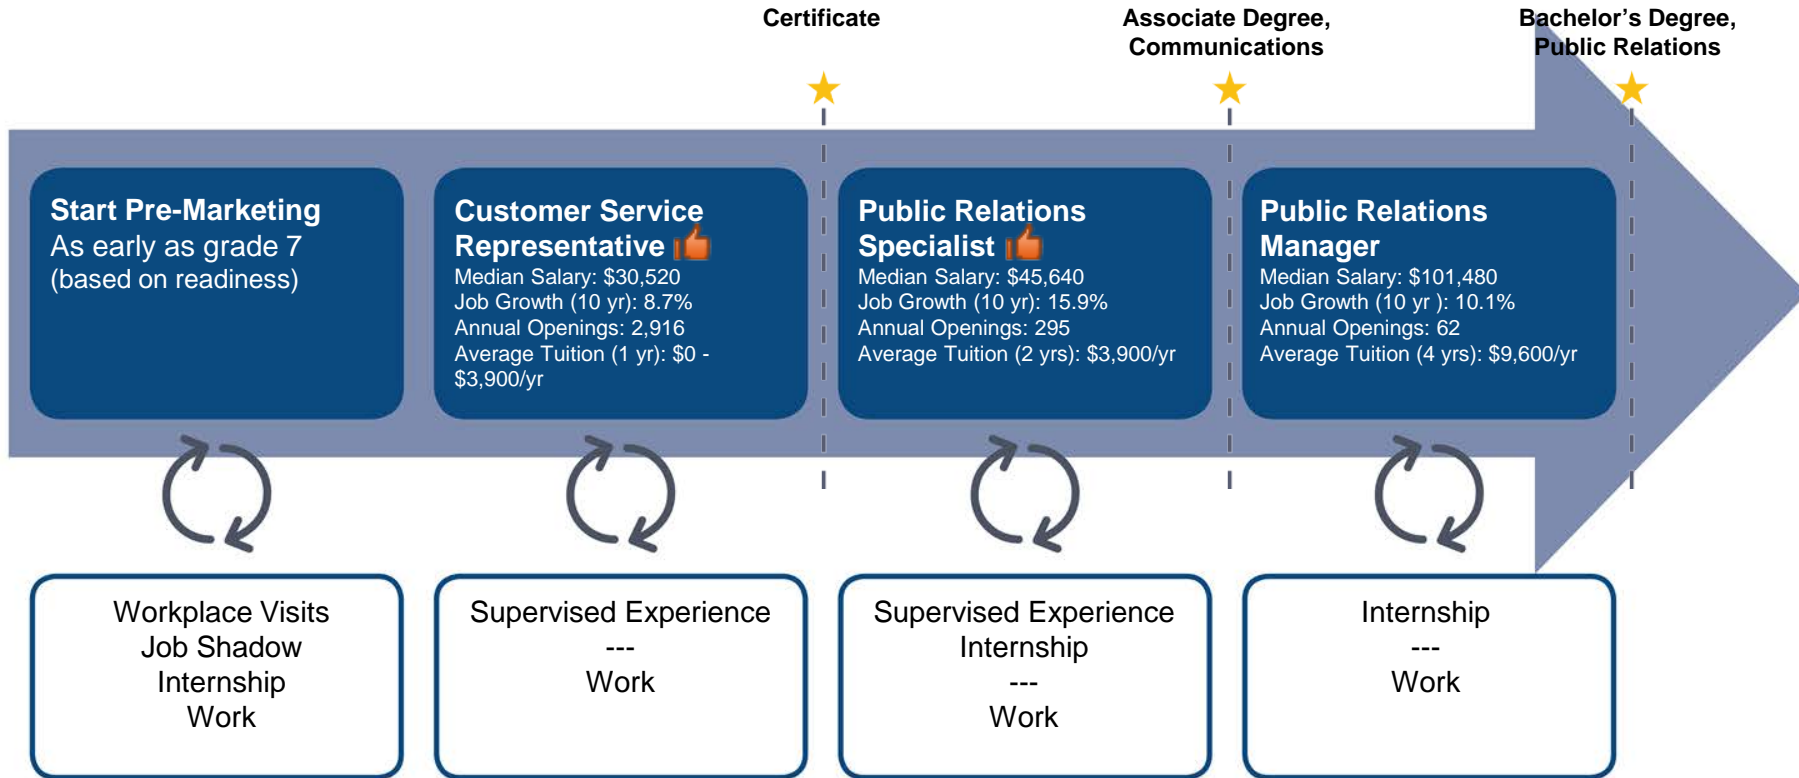 Certificate
Associate Degree,
Communications
Bachelor’s Degree,
Public Relations
Start Pre-Marketing
As early as grade 7
(based on readiness)
Customer Service
Representative
Median Salary: $30,520
Job Growth (10 yr): 8.7%
Annual Openings: 2,916
Average Tuition (1 yr): $0 -
$3,900/yr
Public Relations
Specialist
Median Salary: $45,640
Job Growth (10 yr): 15.9%
Annual Openings: 295
Average Tuition (2 yrs): $3,900/yr
Public Relations
Manager
Median Salary: $101,480
Job Growth (10 yr ): 10.1%
Annual Openings: 62
Average Tuition (4 yrs): $9,600/yr
Workplace Visits
Job Shadow
Internship
Work
Supervised Experience
---
Work
Supervised Experience
Internship
---
Work
Internship
---
Work